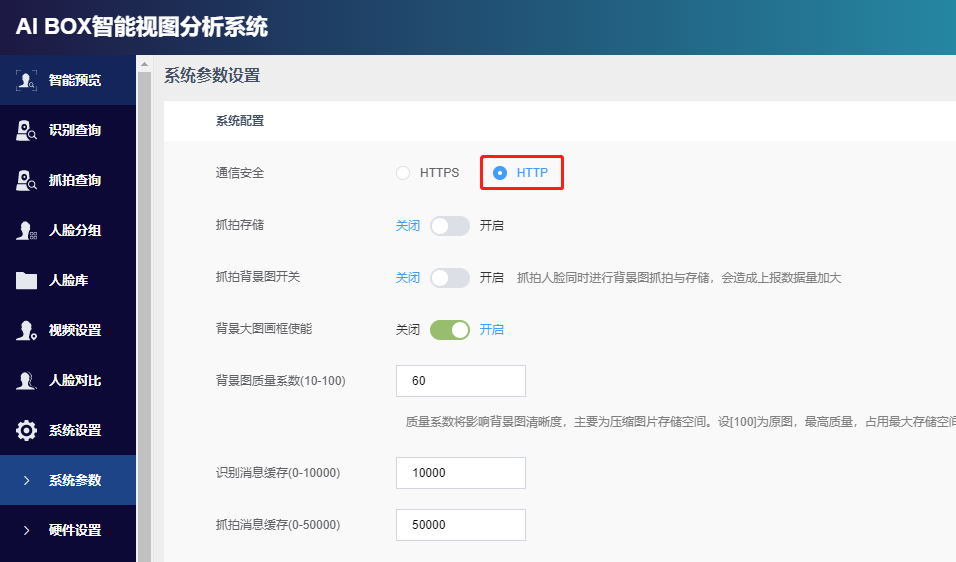 AI BOX智能视图分析系统
智能预览
识别查询
抓拍查询
人脸分组
人脸库
视频设置
人脸对比
系统设置
系统参数
硬件设置
系统参数设置
系统配置
通信安全 HTTPS HTTP
抓拍存储 关闭 开启
抓拍背景图开关 关闭 开启 抓拍人脸同时进行背景图抓拍与存储，会造成上报数据量加大
背景大图画框使能 关闭 开启
背景图质量系数(10-100) 60
质量系数将影响背景图清晰度，主要为压缩图片存储空间。设[100]为原图，最高质量，占用最大存储空间
识别消息缓存(0-10000) 10000
抓拍消息缓存(0-50000) 50000